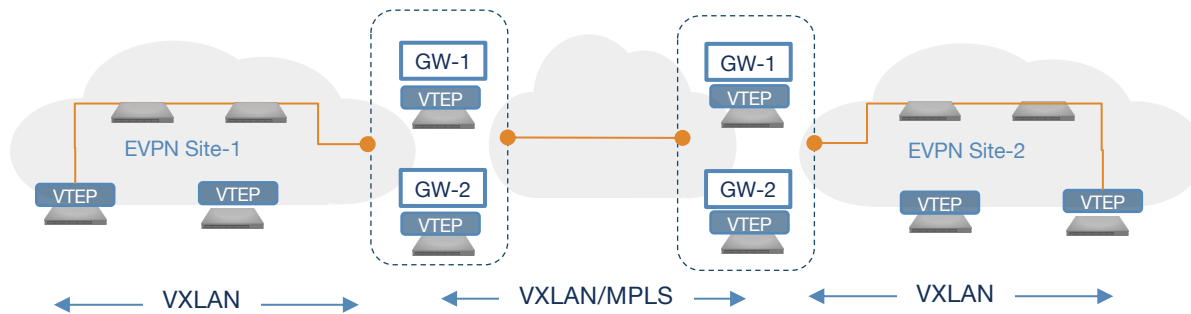 GW-1
VTEP
EVPN Site-1
VTEP
VTEP
GW-2
VTEP
GW-1
VTEP
GW-2
VTEP
EVPN Site-2
VTEP
VTEP
VXLAN
VXLAN/MPLS
VXLAN